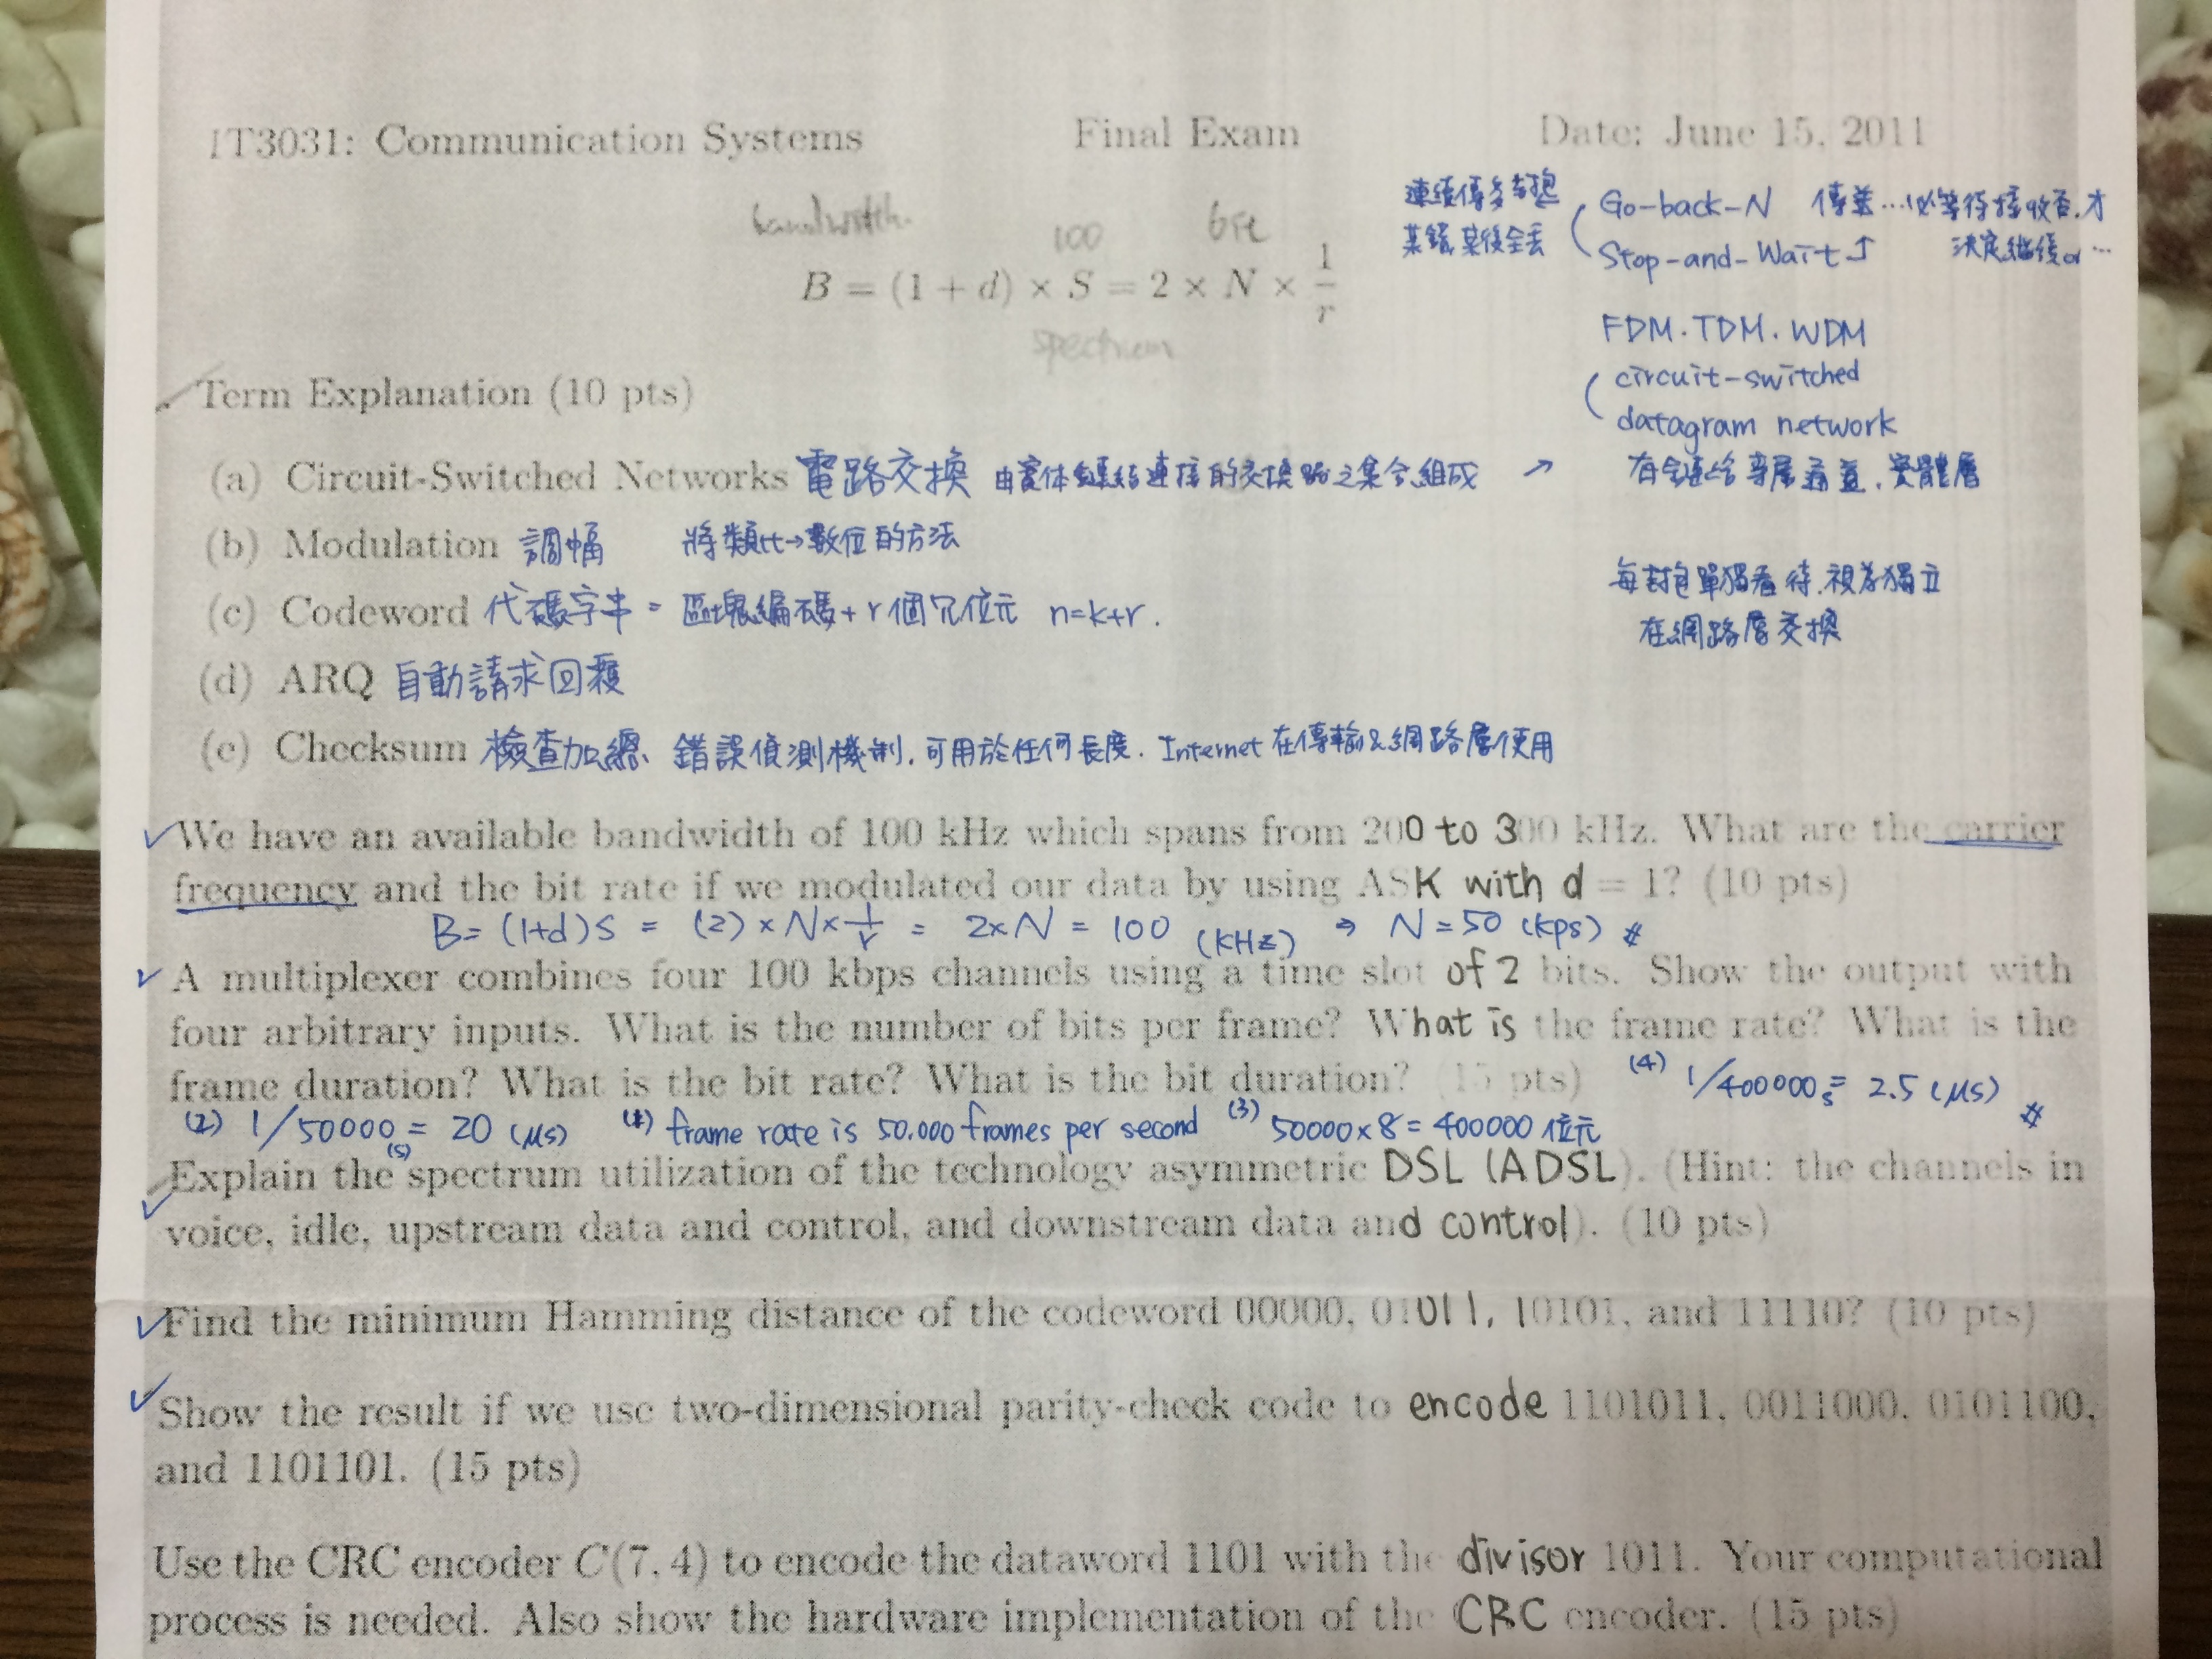 IT3031: Communication Systems Final Exam Date: June 15, 2011
bandwidth 100 bit
B = (1 + d) × S = 2 × N × 1/r
spectrum
連續傳多封包
某錯,某後全丟
Go-back-N
Stop-and-Wait
傳並…必等待接收否,才
決定繼續or…
FDM. TDM. WDM
circuit-switched
datagram network
Term Explanation (10 pts)
(a) Circuit-Switched Networks 電路交換 由實体鏈結連接的交換器之集合組成 → 有鏈結專屬通道,實體層
(b) Modulation 調幅 將類比→數位的方法
每封包單獨看待,視為獨立
在網路層交換
(c) Codeword 代碼字串 = 區塊編碼+r個冗位元 n=k+r.
(d) ARQ 自動請求回覆
(e) Checksum 檢查加總 錯誤偵測機制,可用於任何長度. Internet 在傳輸&網路層使用
We have an available bandwidth of 100 kHz which spans from 200 to 300 kHz. What are the carrier
frequency and the bit rate if we modulated our data by using ASK with d = 1? (10 pts)
B= (1+d)S = (2) × N× 1/r = 2×N = 100 (KHz) ⇒ N=50 (kps) #
A multiplexer combines four 100 kbps channels using a time slot of 2 bits. Show the output with
four arbitrary inputs. What is the number of bits per frame? What is the frame rate? What is the
frame duration? What is the bit rate? What is the bit duration? (15 pts) (4) 1/400000s = 2.5 (μs) #
(2) 1/50000(s) = 20 (μs) (1) frame rate is 50.000 frames per second (3) 50000×8= 400000 位元
Explain the spectrum utilization of the technology asymmetric DSL (ADSL). (Hint: the channels in
voice, idle, upstream data and control, and downstream data and control). (10 pts)
Find the minimum Hamming distance of the codeword 00000, 01011, 10101, and 11110? (10 pts)
Show the result if we use two-dimensional parity-check code to encode 1101011, 0011000, 0101100,
and 1101101. (15 pts)
Use the CRC encoder C(7,4) to encode the dataword 1101 with the divisor 1011. Your computational
process is needed. Also show the hardware implementation of the CRC encoder. (15 pts)